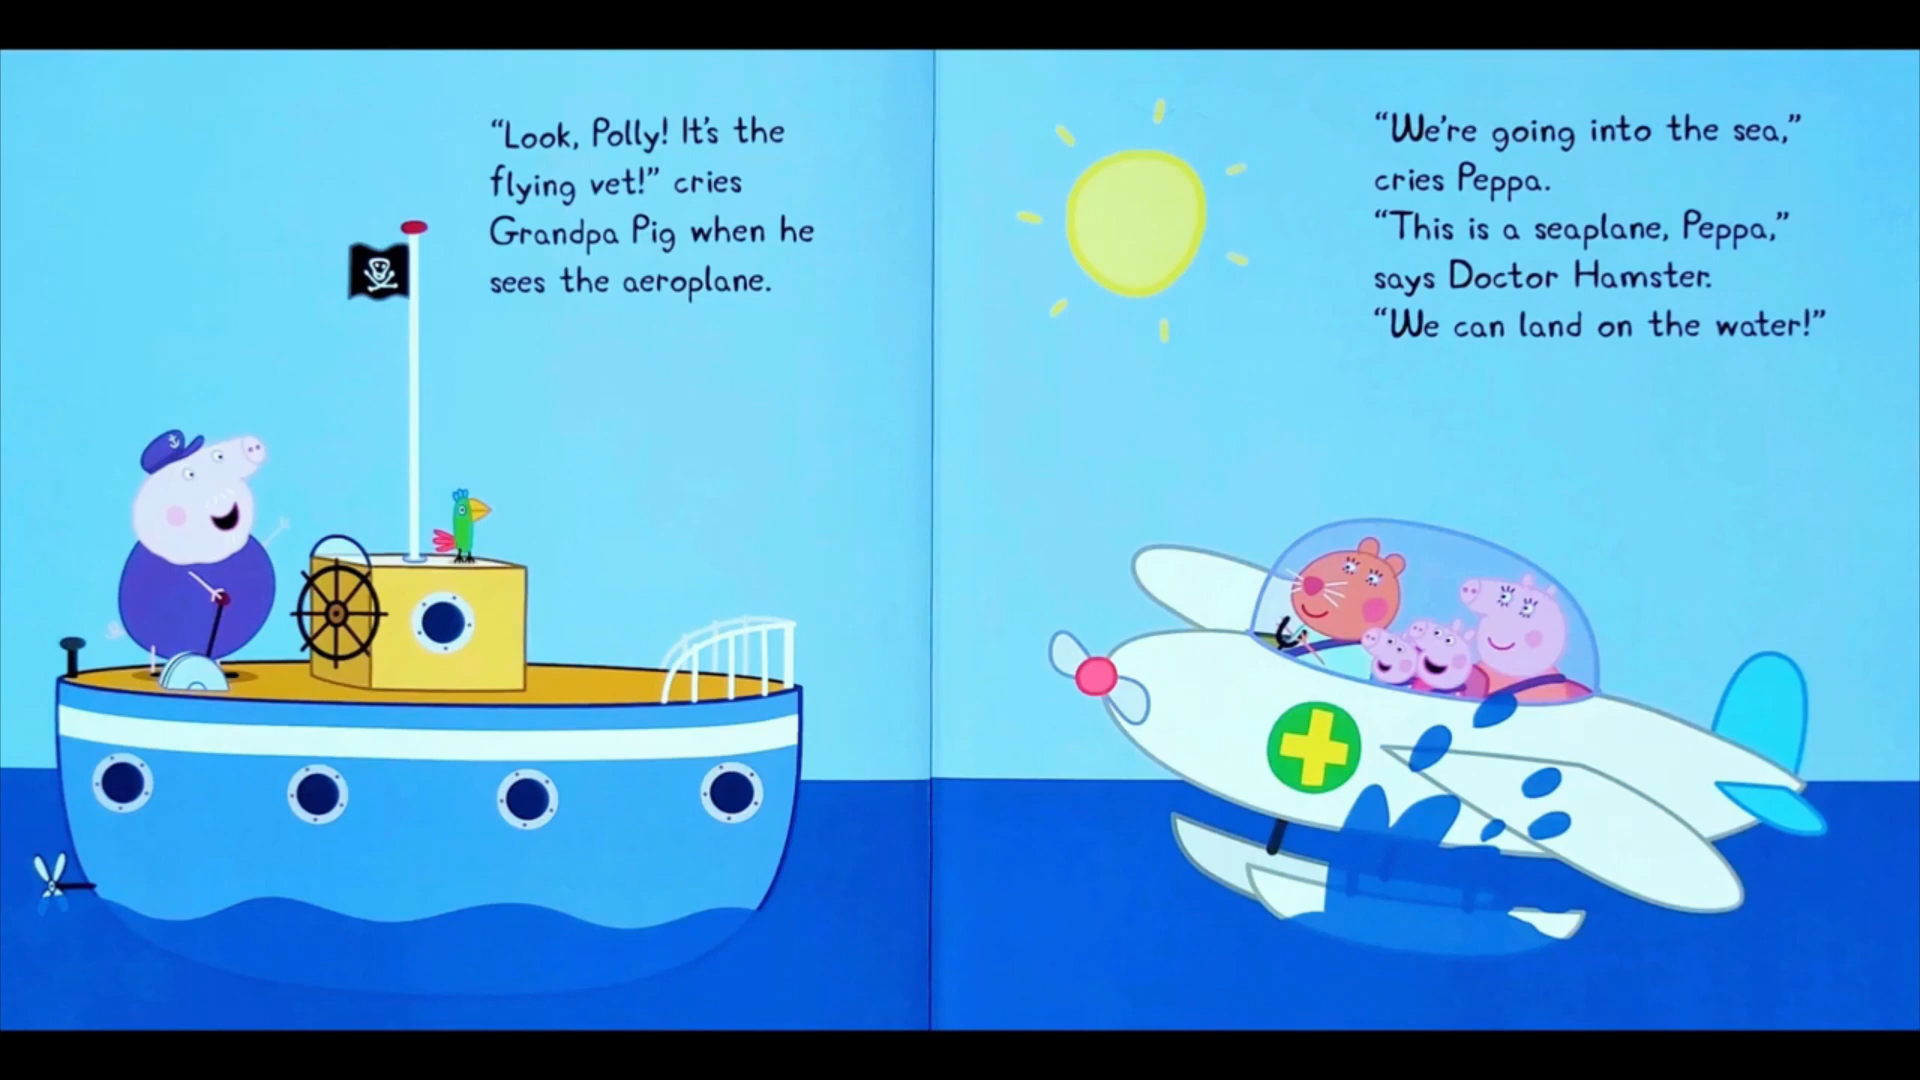 “Look, Polly! It’s the
flying vet!” cries
Grandpa Pig when he
sees the aeroplane.
“We’re going into the sea,”
cries Peppa.
“This is a seaplane, Peppa,”
says Doctor Hamster.
“We can land on the water!”